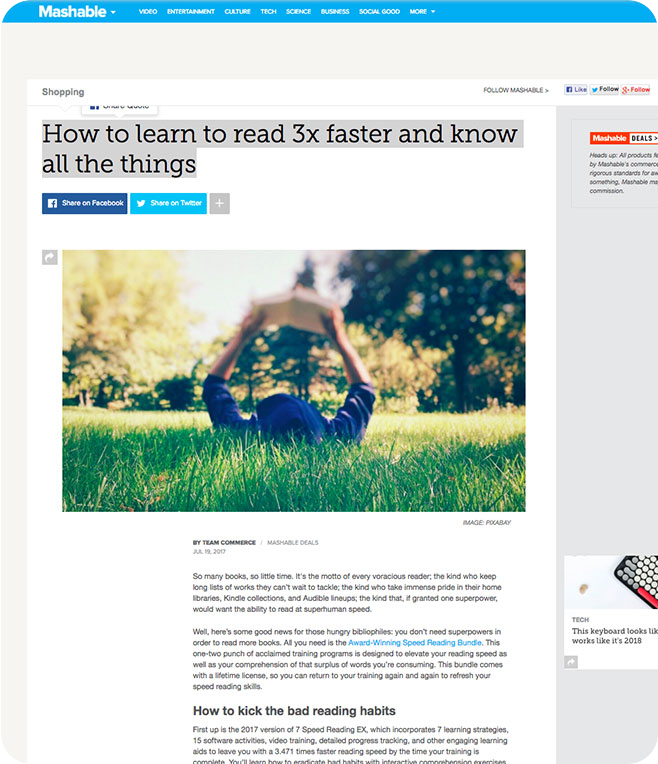 Mashable
VIDEO ENTERTAINMENT CULTURE TECH SCIENCE BUSINESS SOCIAL GOOD MORE
Shopping
FOLLOW MASHABLE >
Like Follow Follow
Share Quote
How to learn to read 3x faster and know
all the things
Share on Facebook
Share on Twitter
+
Mashable DEALS >
Heads up: All products fe
by Mashable's commerc
rigorous standards for aw
something, Mashable ma
commission.
IMAGE: PIXABAY
BY TEAM COMMERCE / MASHABLE DEALS
JUL 19, 2017
So many books, so little time. It's the motto of every voracious reader; the kind who keep
long lists of works they can't wait to tackle; the kind who take immense pride in their home
libraries, Kindle collections, and Audible lineups; the kind that, if granted one superpower,
would want the ability to read at superhuman speed.
Well, here's some good news for those hungry bibliophiles: you don't need superpowers in
order to read more books. All you need is the Award-Winning Speed Reading Bundle. This
one-two punch of acclaimed training programs is designed to elevate your reading speed as
well as your comprehension of that surplus of words you're consuming. This bundle comes
with a lifetime license, so you can return to your training again and again to refresh your
speed reading skills.
How to kick the bad reading habits
First up is the 2017 version of 7 Speed Reading EX, which incorporates 7 learning strategies,
15 software activities, video training, detailed progress tracking, and other engaging learning
aids to leave you with a 3.471 times faster reading speed by the time your training is
complete. You'll learn how to eradicate bad habits with interactive comprehension exercises,
TECH
This keyboard looks lik
works like it's 2018